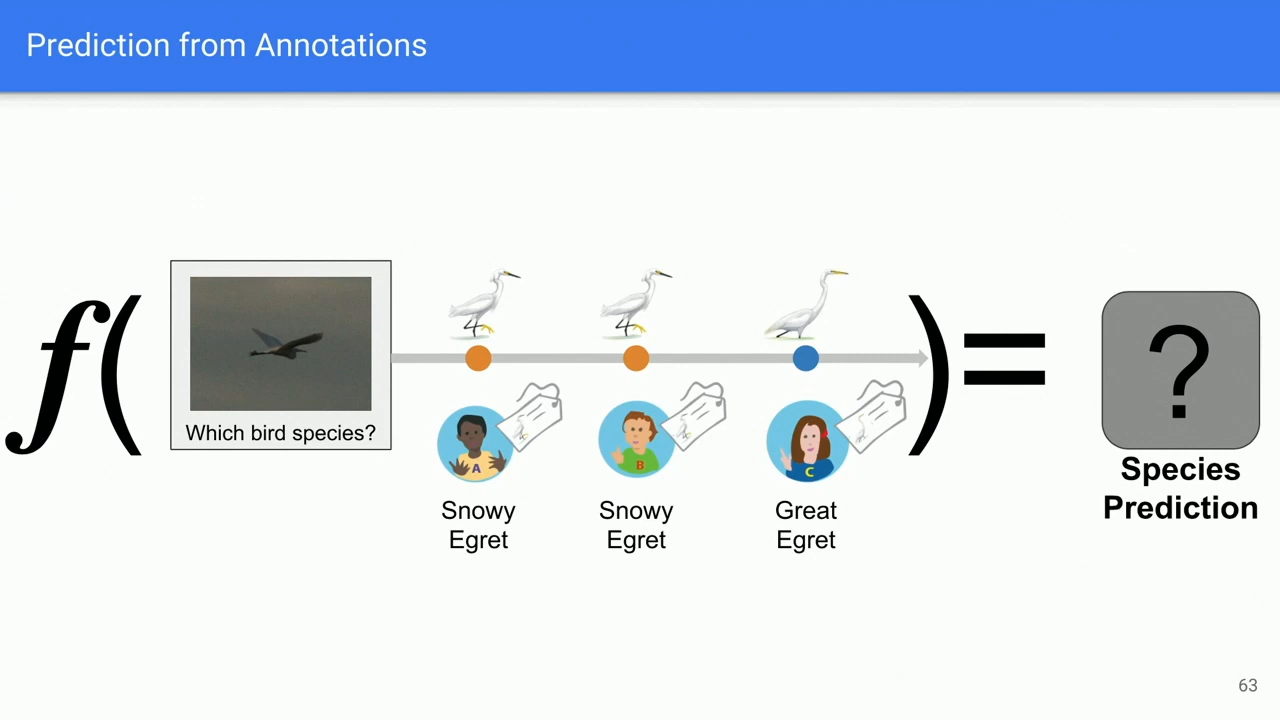 Prediction from Annotations
f(
Which bird species?
A
B
C
Snowy
Egret
Snowy
Egret
Great
Egret
) =
?
Species
Prediction
63